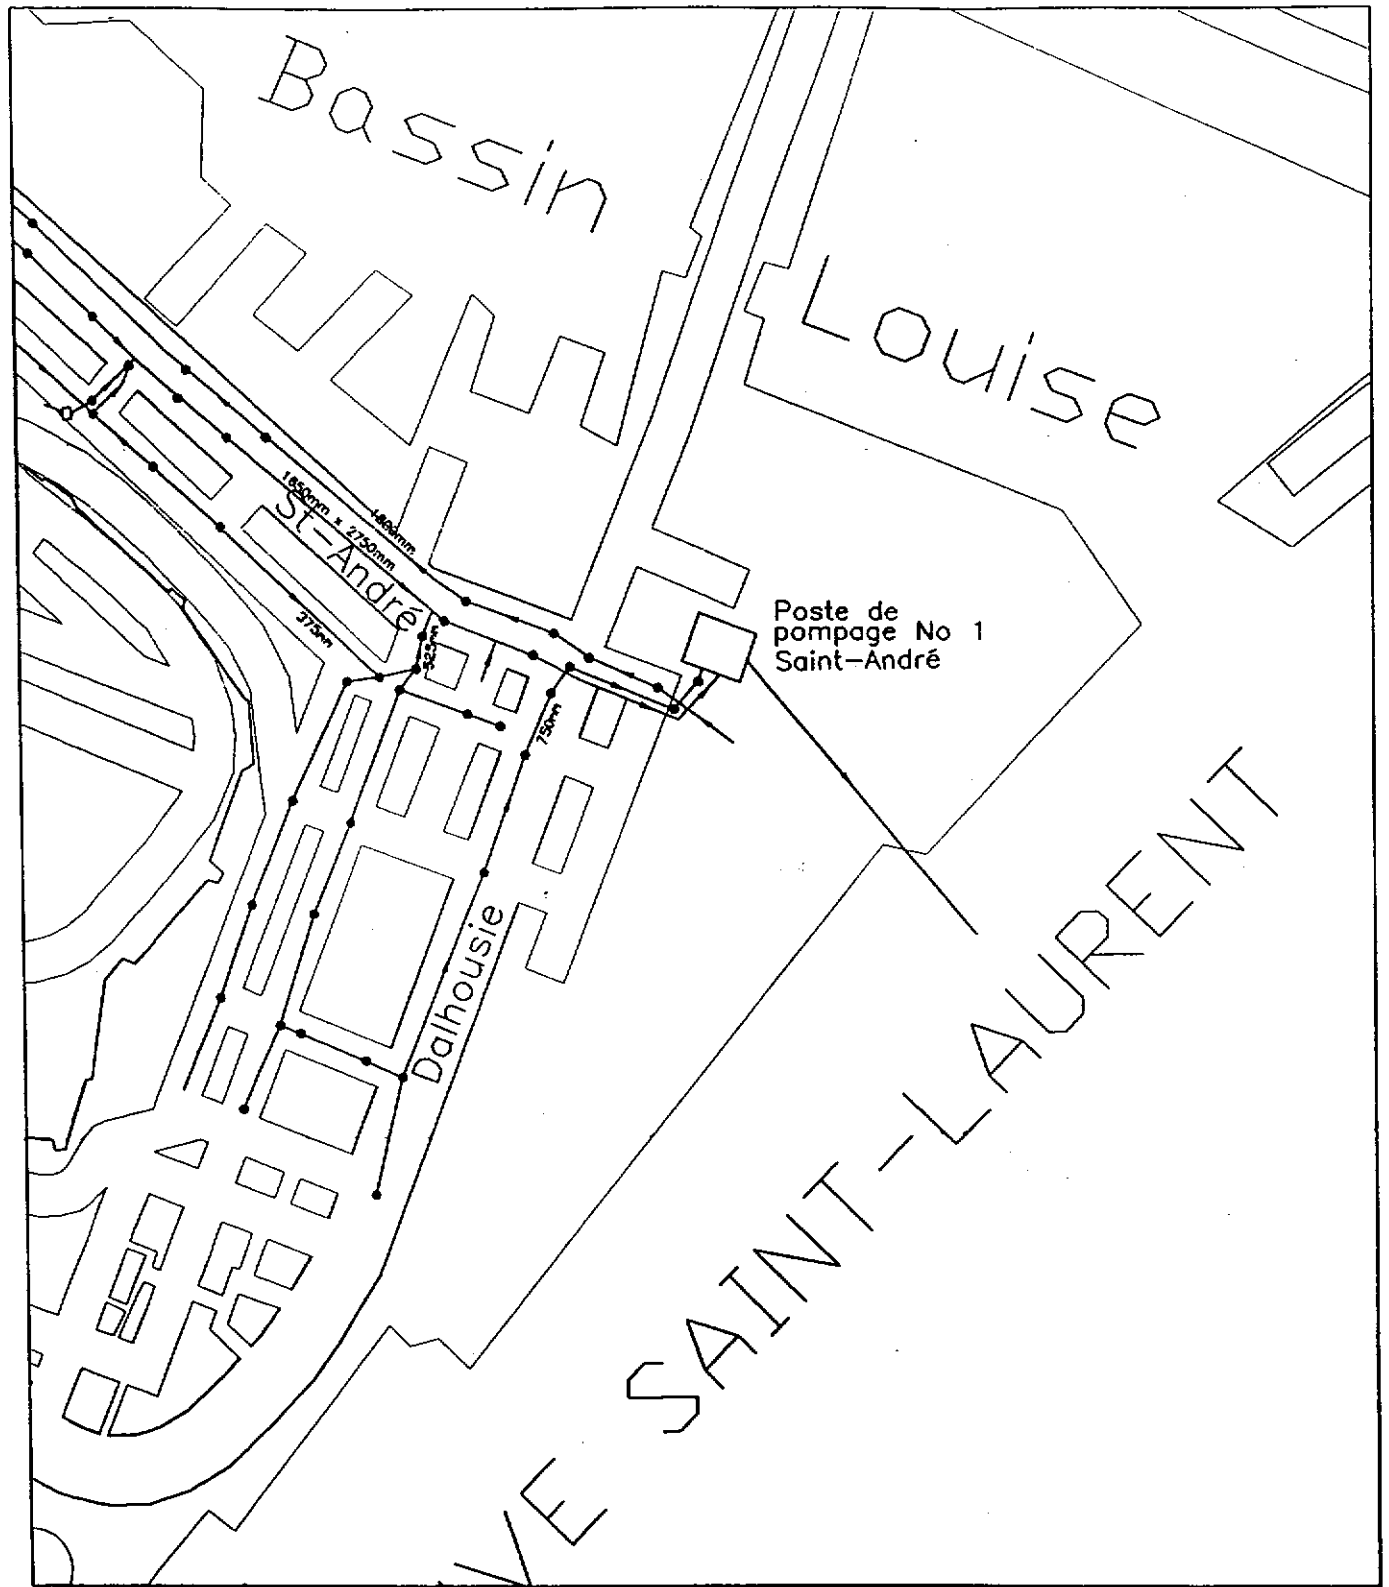 Bassin
Louise
1650mm x 2750mm
1800mm
St-André
375mm
525mm
Poste de
pompage No 1
Saint-André
750mm
Dalhousie
VE SAINT-LAURENT